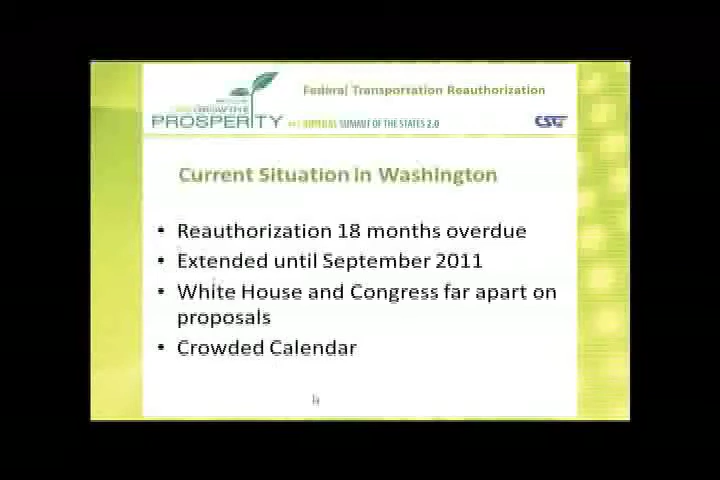 Federal Transportation Reauthorization
PROSPERITY
SUMMIT OF THE STATES 2.0
CSG
Current Situation in Washington
• Reauthorization 18 months overdue
• Extended until September 2011
• White House and Congress far apart on
proposals
• Crowded Calendar